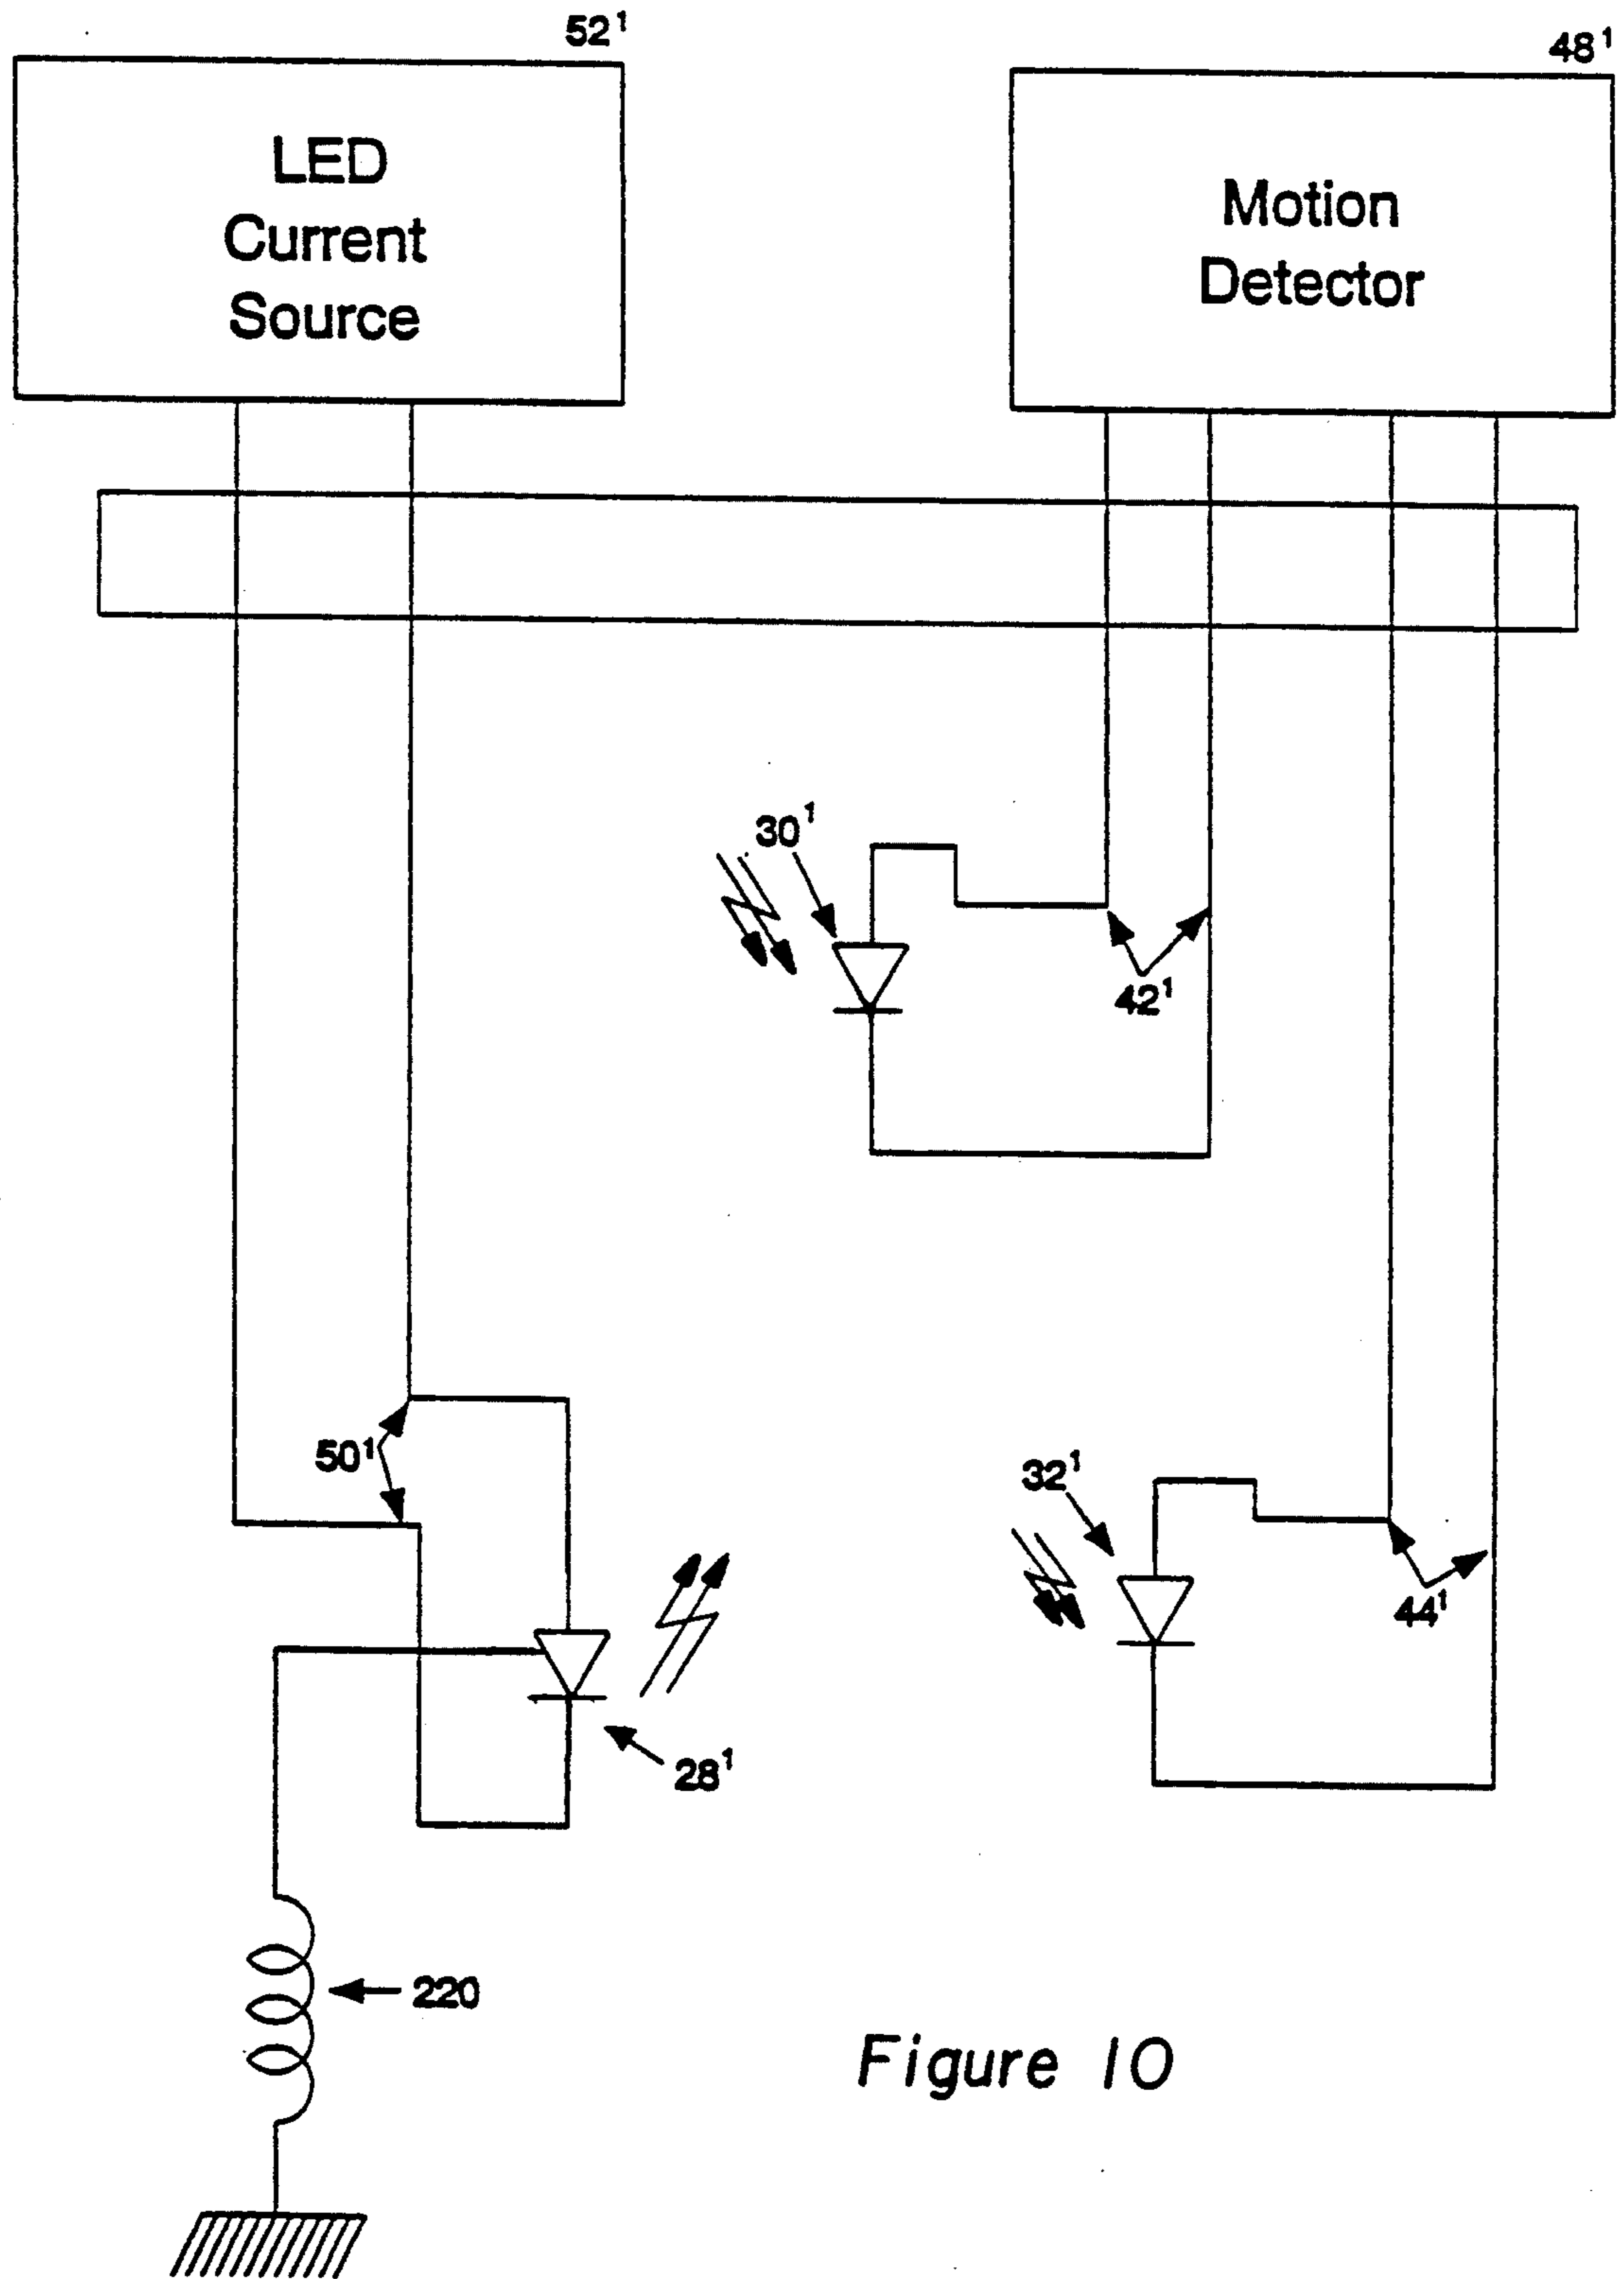 52¹
48¹
LED
Current
Source
Motion
Detector
30¹
42¹
50¹
32¹
44¹
28¹
220
Figure 10